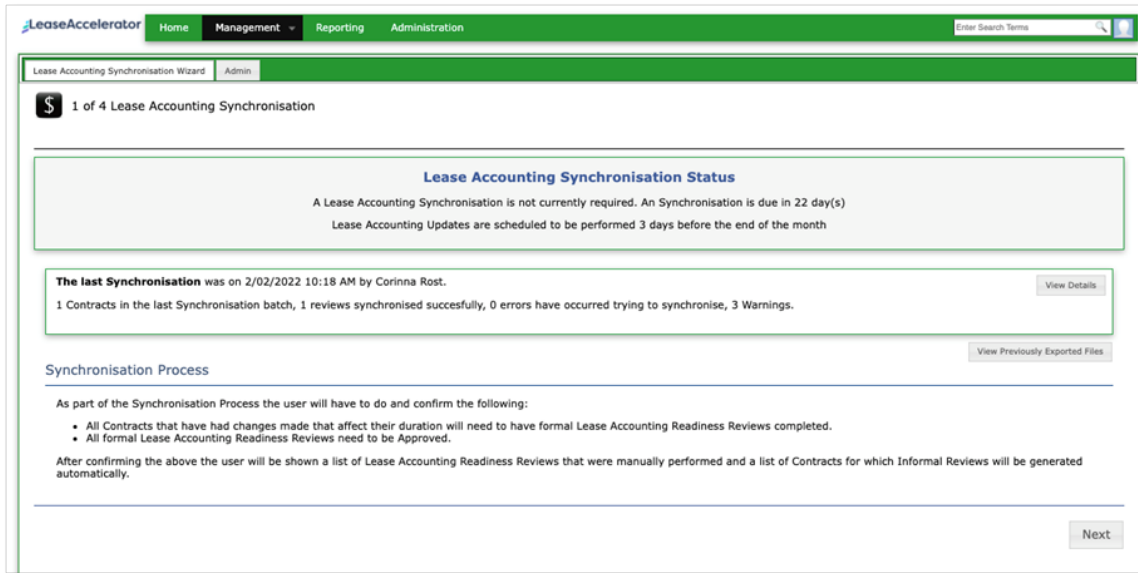 LeaseAccelerator
Home Management Reporting Administration
Enter Search Terms
Lease Accounting Synchronisation Wizard Admin
$ 1 of 4 Lease Accounting Synchronisation
Lease Accounting Synchronisation Status
A Lease Accounting Synchronisation is not currently required. An Synchronisation is due in 22 day(s)
Lease Accounting Updates are scheduled to be performed 3 days before the end of the month
The last Synchronisation was on 2/02/2022 10:18 AM by Corinna Rost.
View Details
1 Contracts in the last Synchronisation batch, 1 reviews synchronised succesfully, 0 errors have occurred trying to synchronise, 3 Warnings.
View Previously Exported Files
Synchronisation Process
As part of the Synchronisation Process the user will have to do and confirm the following:
• All Contracts that have had changes made that affect their duration will need to have formal Lease Accounting Readiness Reviews completed.
• All formal Lease Accounting Readiness Reviews need to be Approved.
After confirming the above the user will be shown a list of Lease Accounting Readiness Reviews that were manually performed and a list of Contracts for which Informal Reviews will be generated
automatically.
Next